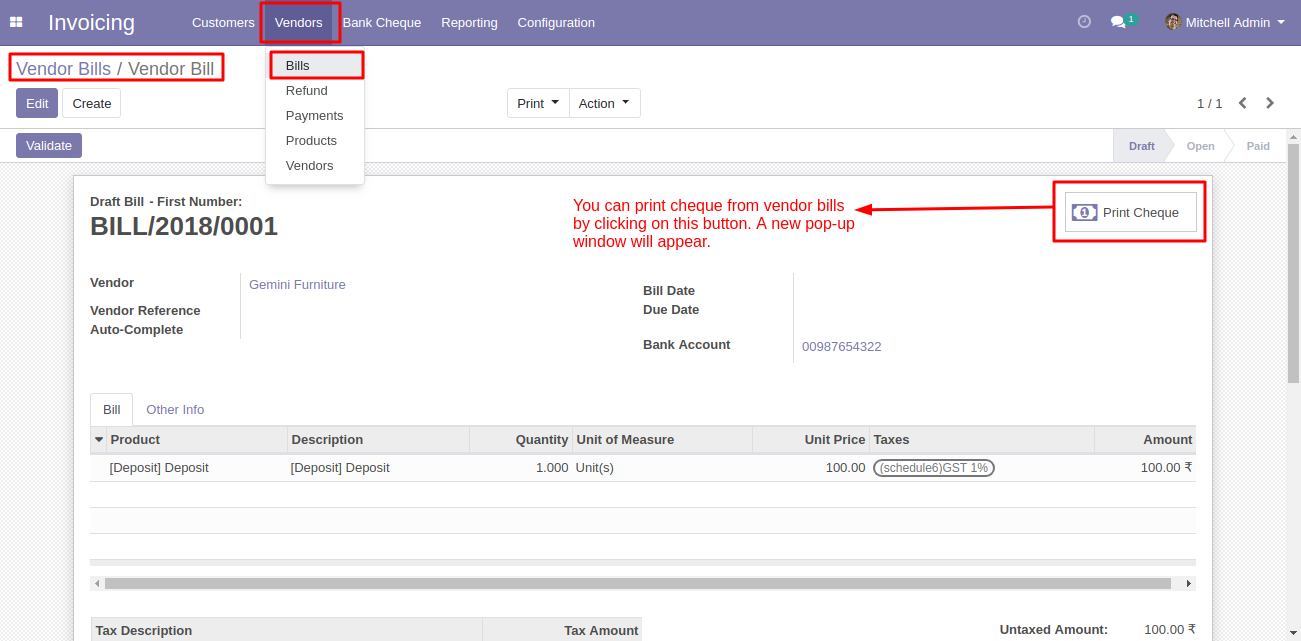 Invoicing Customers Vendors Bank Cheque Reporting Configuration 1 Mitchell Admin
Vendor Bills / Vendor Bill
Bills
Refund
Payments
Products
Vendors
Edit Create Print Action 1 / 1
Validate Draft Open Paid
Draft Bill - First Number:
BILL/2018/0001
You can print cheque from vendor bills
by clicking on this button. A new pop-up
window will appear.
1 Print Cheque
Vendor Gemini Furniture
Vendor Reference
Auto-Complete
Bill Date
Due Date
Bank Account 00987654322
Bill Other Info
Product Description Quantity Unit of Measure Unit Price Taxes Amount
[Deposit] Deposit [Deposit] Deposit 1.000 Unit(s) 100.00 (schedule6)GST 1% 100.00 ₹
Tax Description Tax Amount
Untaxed Amount: 100.00 ₹